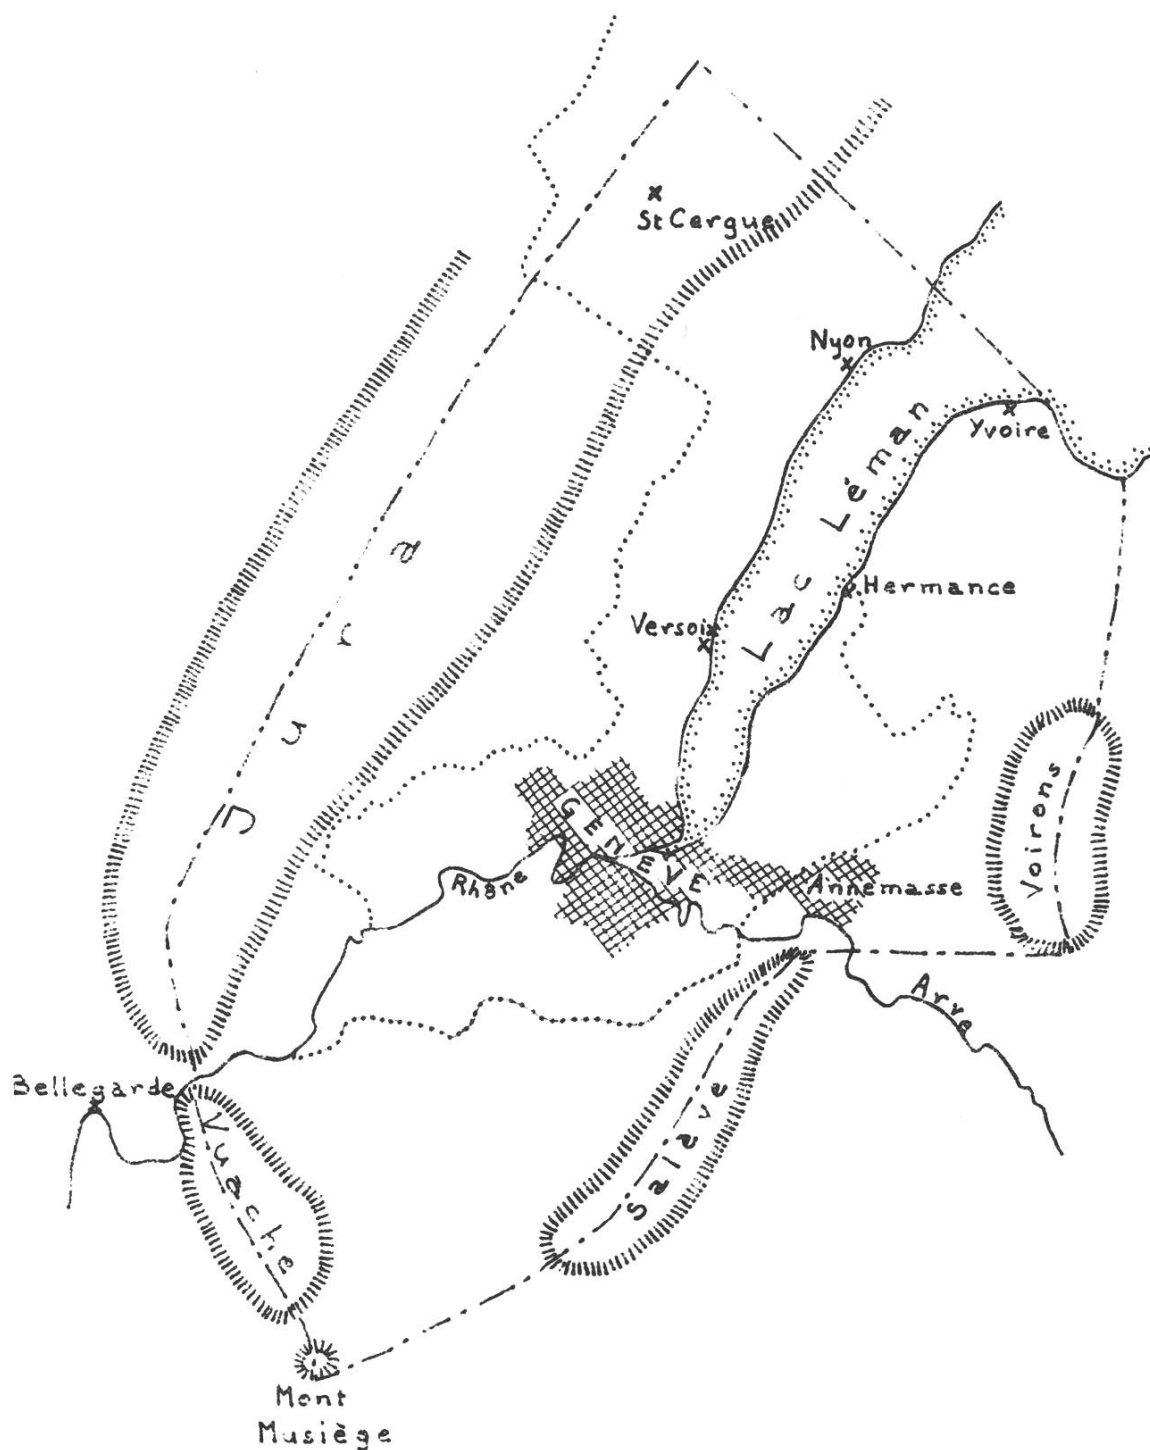 St Cergue
Nyon
Yvoire
Lac Léman
Jura
Hermance
Versoix
GENÈVE
Voirons
Rhône
Annemasse
Arve
Bellegarde
Vuache
Salève
Mont
Musiège